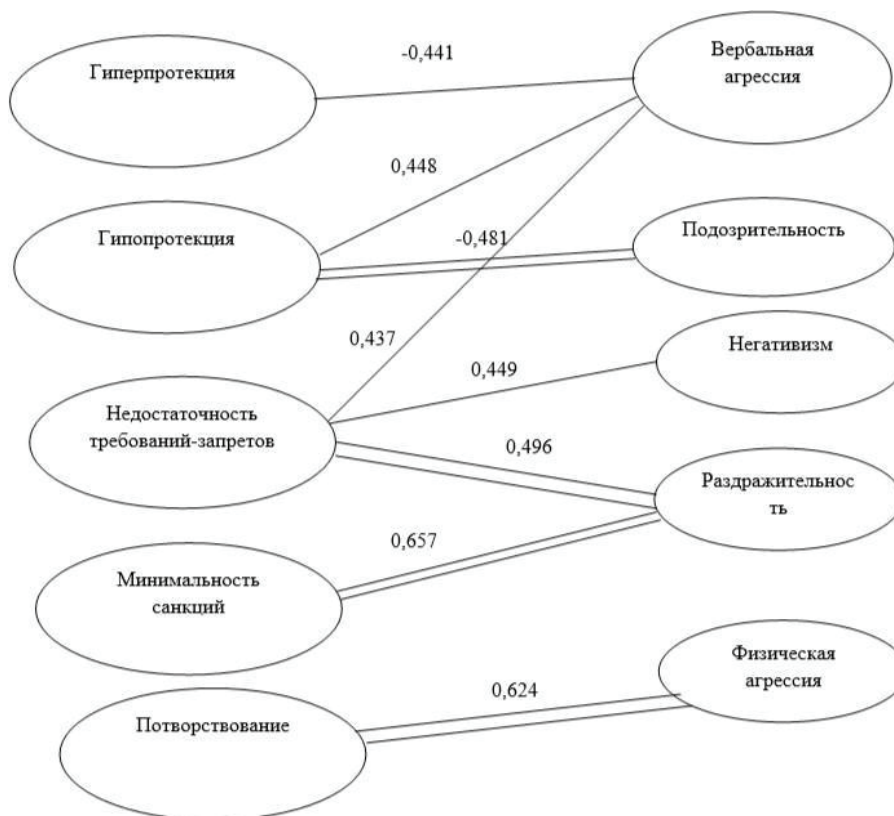 Гиперпротекция
-0,441
Вербальная
агрессия
0,448
Гипопротекция
-0,481
Подозрительность
0,437
Негативизм
0,449
Недостаточность
требований-запретов
0,496
Раздражительнос
ть
0,657
Минимальность
санкций
Физическая
агрессия
0,624
Потворствование